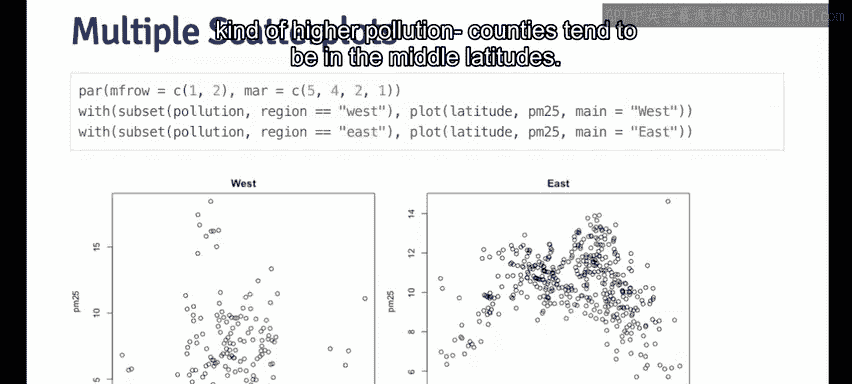 Multiple Scatterplots
kind of higher pollution- counties tend to
be in the middle latitudes.
par(mfrow = c(1, 2), mar = c(5, 4, 2, 1))
with(subset(pollution, region == "west"), plot(latitude, pm25, main = "West"))
with(subset(pollution, region == "east"), plot(latitude, pm25, main = "East"))
West
East
15
10
5
pm25
14
12
10
8
6
pm25